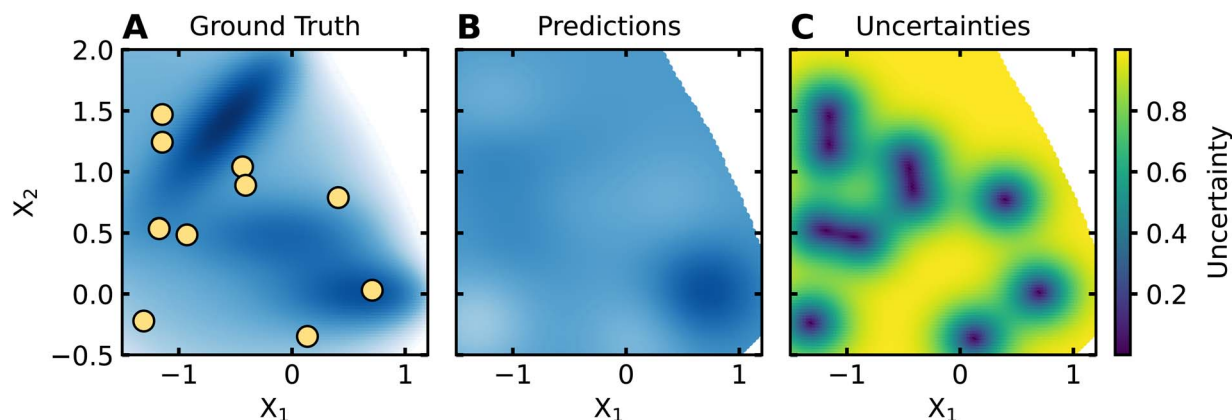 A Ground Truth
B Predictions
C Uncertainties
2.0
1.5
1.0
0.5
0.0
−0.5
X₂
−1 0 1
X₁
−1 0 1
X₁
−1 0 1
X₁
0.8
0.6
0.4
0.2
Uncertainty